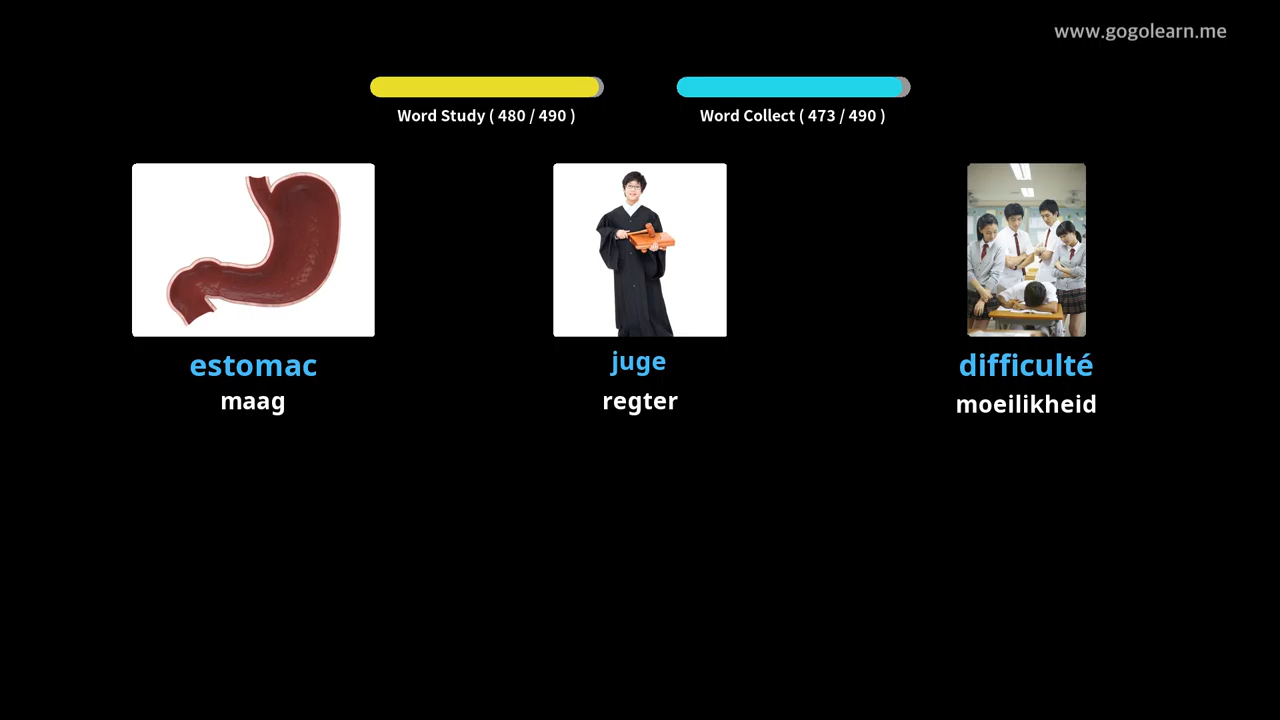 www.gogolearn.me
Word Study ( 480 / 490 )
Word Collect ( 473 / 490 )
estomac
maag
juge
regter
difficulté
moeilikheid